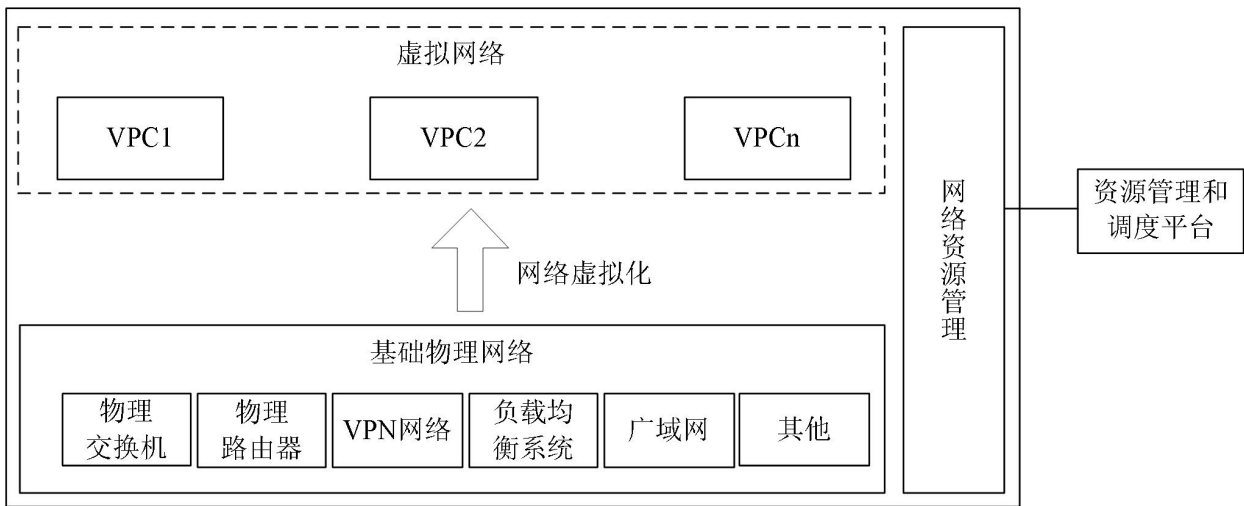 虚拟网络
VPC1
VPC2
VPCn
网络虚拟化
基础物理网络
物理
交换机
物理
路由器
VPN网络
负载均
衡系统
广域网
其他
网络资源管理
资源管理和
调度平台